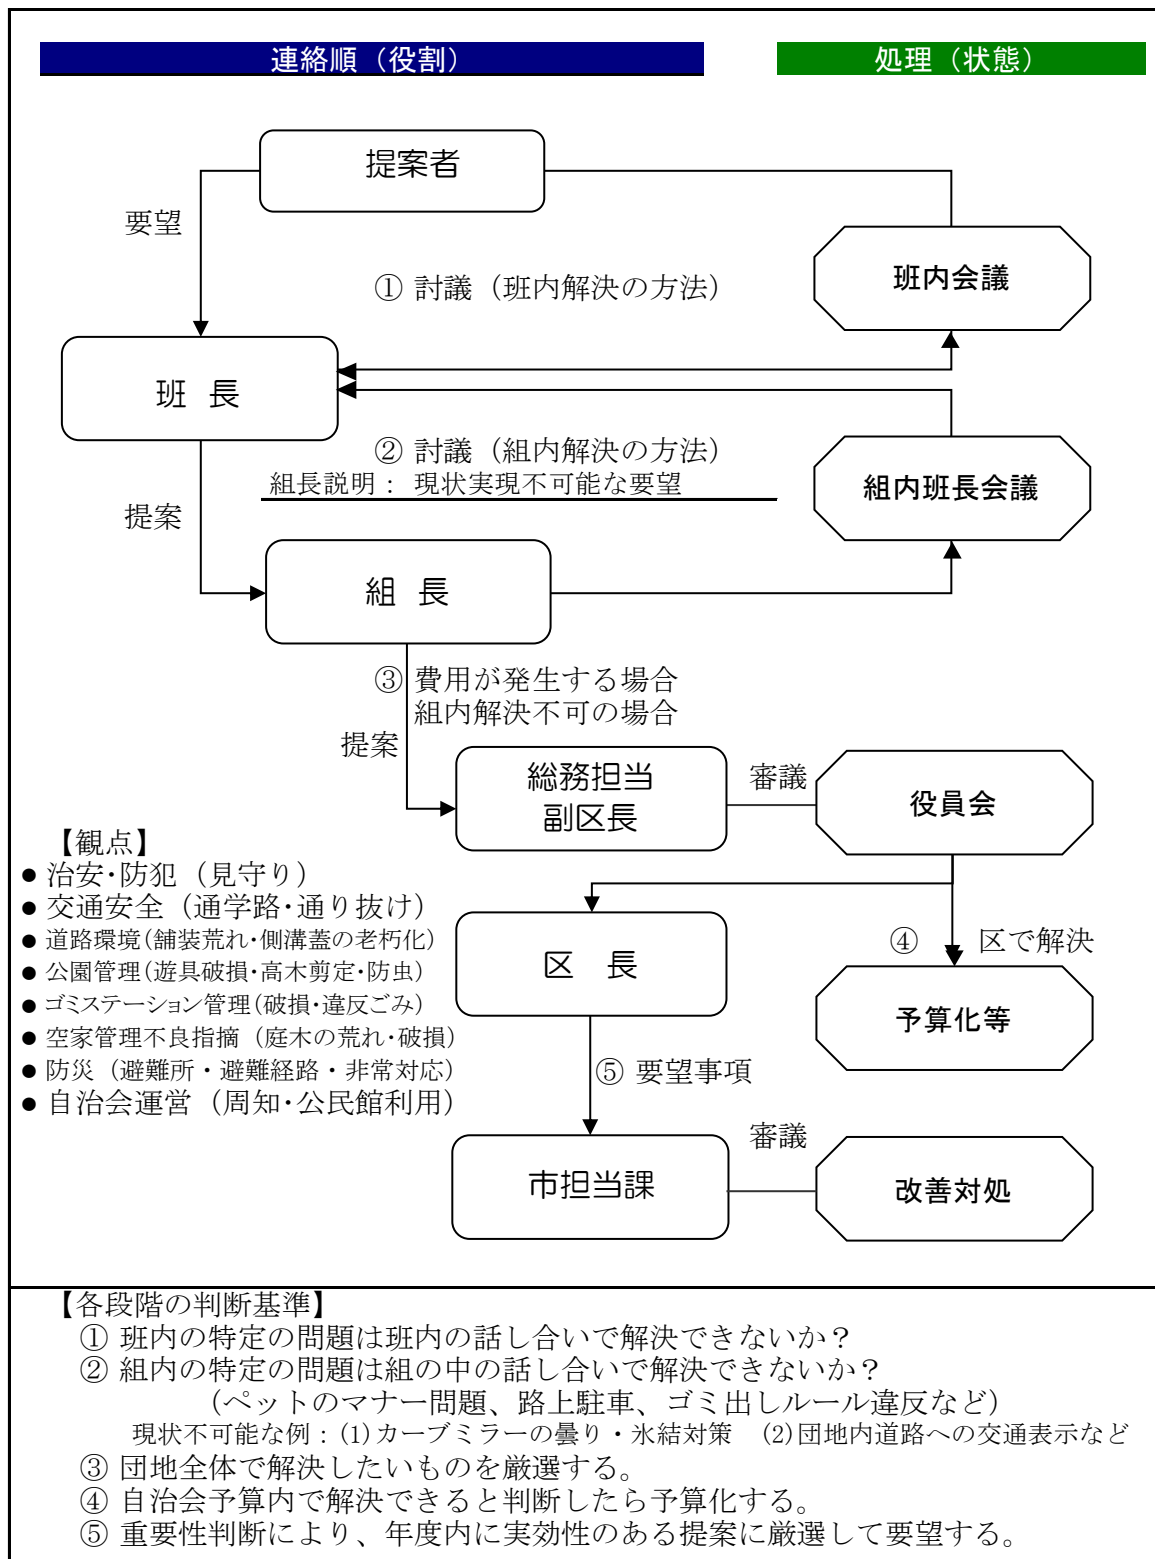 連絡順（役割）
処理（状態）
提案者
要望
班内会議
① 討議（班内解決の方法）
班 長
② 討議（組内解決の方法）
組長説明： 現状実現不可能な要望
組内班長会議
提案
組 長
③ 費用が発生する場合
組内解決不可の場合
提案
総務担当
副区長
審議
役員会
【観点】
● 治安・防犯（見守り）
● 交通安全（通学路・通り抜け）
● 道路環境(舗装荒れ・側溝蓋の老朽化)
● 公園管理(遊具破損・高木剪定・防虫)
● ゴミステーション管理(破損・違反ごみ)
● 空家管理不良指摘（庭木の荒れ・破損）
● 防災（避難所・避難経路・非常対応）
● 自治会運営（周知・公民館利用）
区 長
④ 区で解決
予算化等
⑤ 要望事項
市担当課
審議
改善対処
【各段階の判断基準】
① 班内の特定の問題は班内の話し合いで解決できないか？
② 組内の特定の問題は組の中の話し合いで解決できないか？
（ペットのマナー問題、路上駐車、ゴミ出しルール違反など）
現状不可能な例：(1)カーブミラーの曇り・氷結対策 (2)団地内道路への交通表示など
③ 団地全体で解決したいものを厳選する。
④ 自治会予算内で解決できると判断したら予算化する。
⑤ 重要性判断により、年度内に実効性のある提案に厳選して要望する。